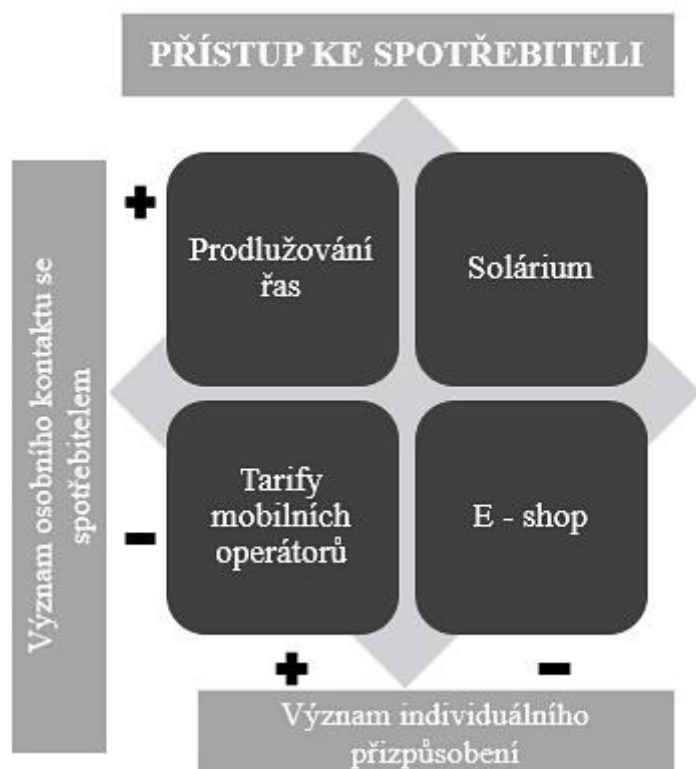 PŘÍSTUP KE SPOTŘEBITELI
Význam osobního kontaktu se
spotřebitelem
+
Prodlužování
řas
Solárium
-
Tarify
mobilních
operátorů
E - shop
+
-
Význam individuálního
přizpůsobení